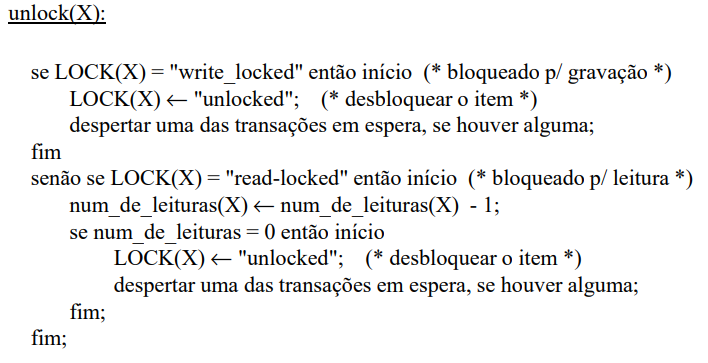 unlock(X):
se LOCK(X) = "write_locked" então início (* bloqueado p/ gravação *)
LOCK(X) ← "unlocked"; (* desbloquear o item *)
despertar uma das transações em espera, se houver alguma;
fim
senão se LOCK(X) = "read-locked" então início (* bloqueado p/ leitura *)
num_de_leituras(X) ← num_de_leituras(X) - 1;
se num_de_leituras = 0 então início
LOCK(X) ← "unlocked"; (* desbloquear o item *)
despertar uma das transações em espera, se houver alguma;
fim;
fim;